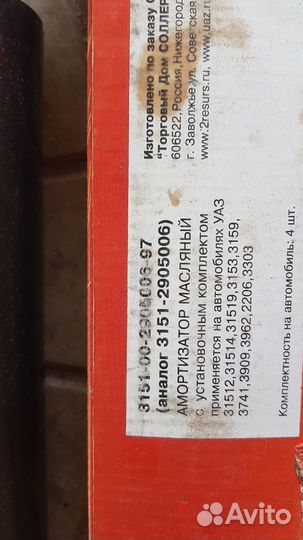 Изготовлено по заказу
"Торговый Дом СОЛЛЕР
606522, Россия, Нижегород
г. Заволжье, ул. Советская
www.2resurs.ru, www.uaz.ru
3151-00-2905006-97
(аналог 3151-2905006)
АМОРТИЗАТОР МАСЛЯНЫЙ
с установочным комплектом
применяется на автомобилях УАЗ
31512,31514,31519,3153,3159,
3741,3909,3962,2206,3303
Количество на автомобиль: 4 шт.
Avito